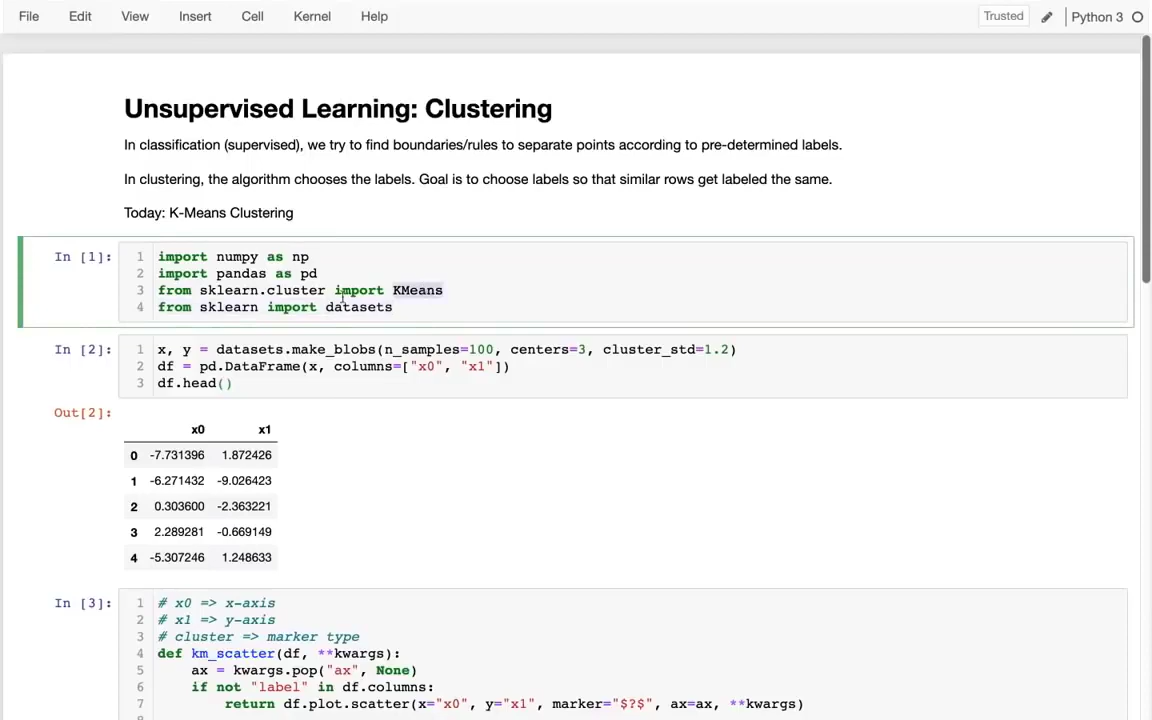 File Edit View Insert Cell Kernel Help Trusted Python 3
Unsupervised Learning: Clustering
In classification (supervised), we try to find boundaries/rules to separate points according to pre-determined labels.
In clustering, the algorithm chooses the labels. Goal is to choose labels so that similar rows get labeled the same.
Today: K-Means Clustering
In [1]: 1 import numpy as np
2 import pandas as pd
3 from sklearn.cluster import KMeans
4 from sklearn import datasets
In [2]: 1 x, y = datasets.make_blobs(n_samples=100, centers=3, cluster_std=1.2)
2 df = pd.DataFrame(x, columns=["x0", "x1"])
3 df.head()
Out[2]:
x0 x1
0 -7.731396 1.872426
1 -6.271432 -9.026423
2 0.303600 -2.363221
3 2.289281 -0.669149
4 -5.307246 1.248633
In [3]: 1 # x0 => x-axis
2 # x1 => y-axis
3 # cluster => marker type
4 def km_scatter(df, **kwargs):
5 ax = kwargs.pop("ax", None)
6 if not "label" in df.columns:
7 return df.plot.scatter(x="x0", y="x1", marker="$?$", ax=ax, **kwargs)